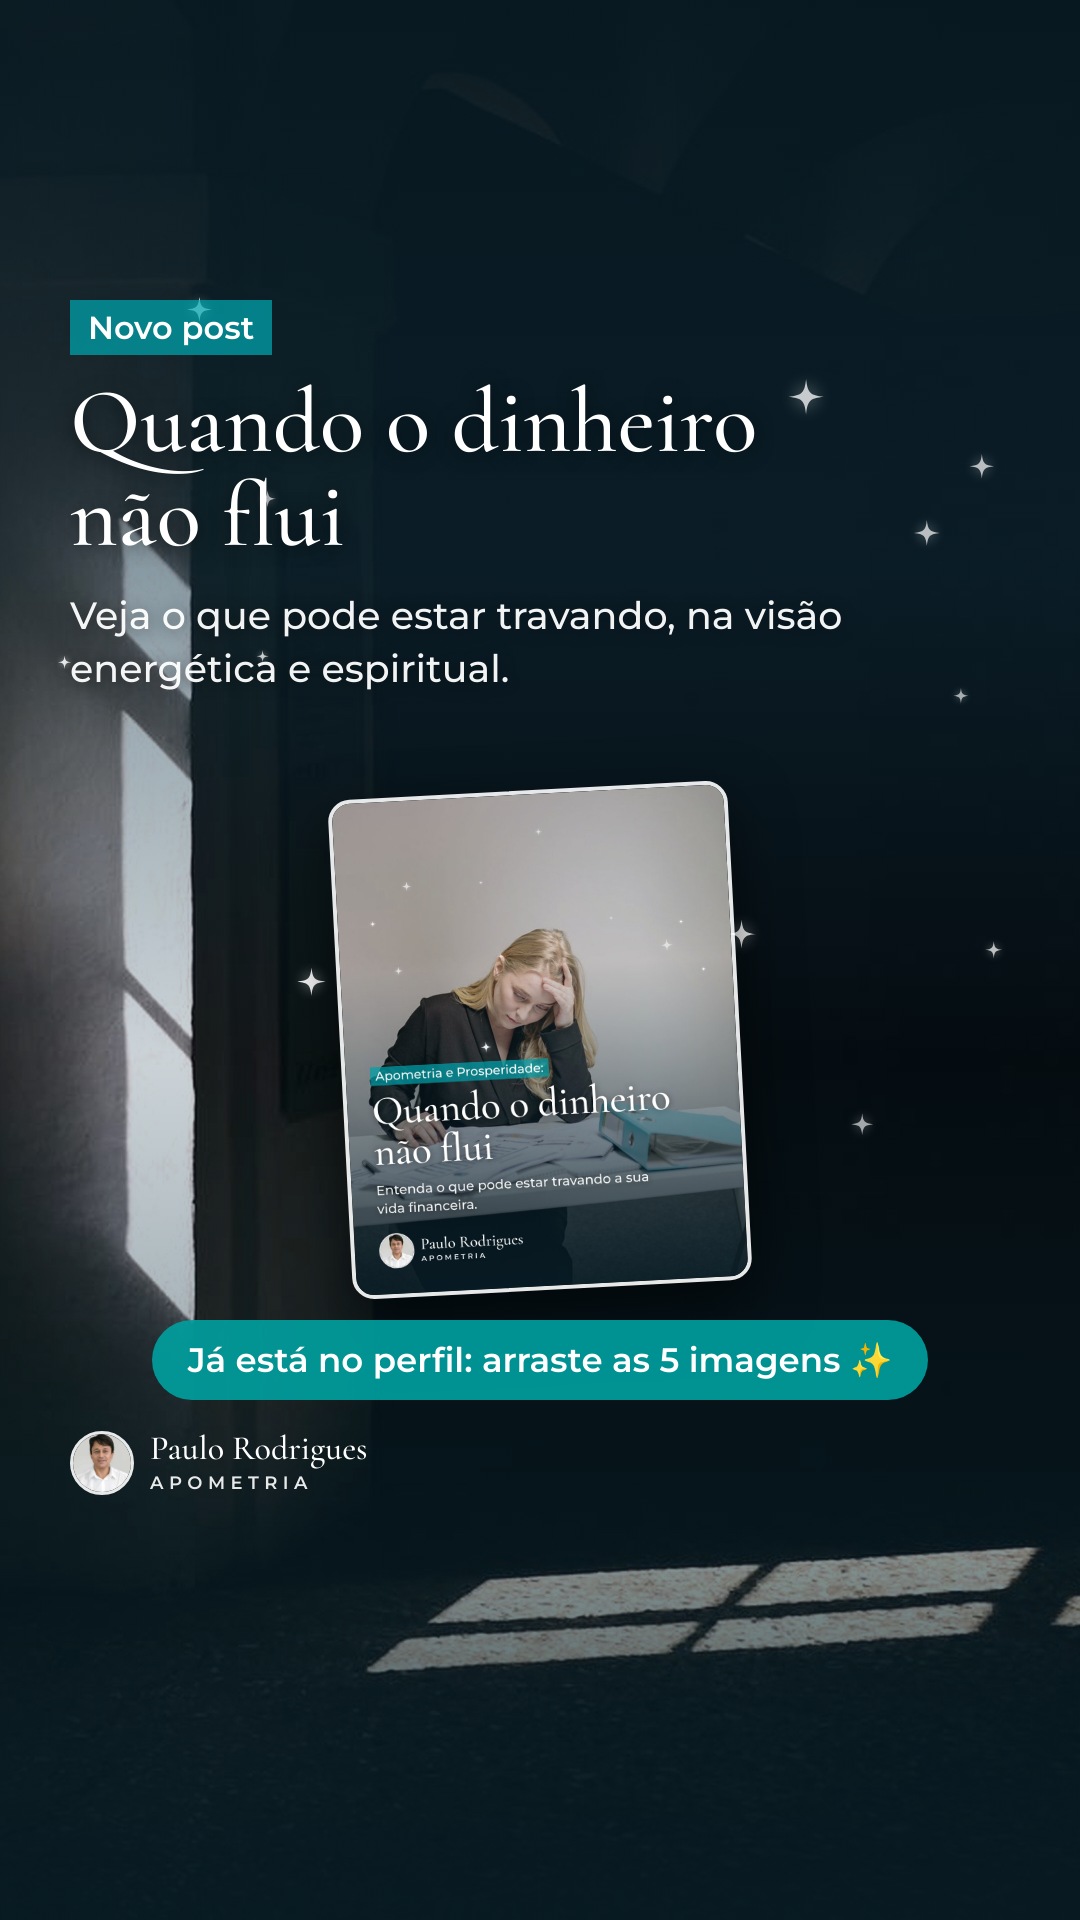 Novo post
Quando o dinheiro
não flui
Veja o que pode estar travando, na visão
energética e espiritual.
Apometria e Prosperidade:
Quando o dinheiro
não flui
Entenda o que pode estar travando a sua
vida financeira.
Paulo Rodrigues
APOMETRIA
Já está no perfil: arraste as 5 imagens ✨
Paulo Rodrigues
APOMETRIA